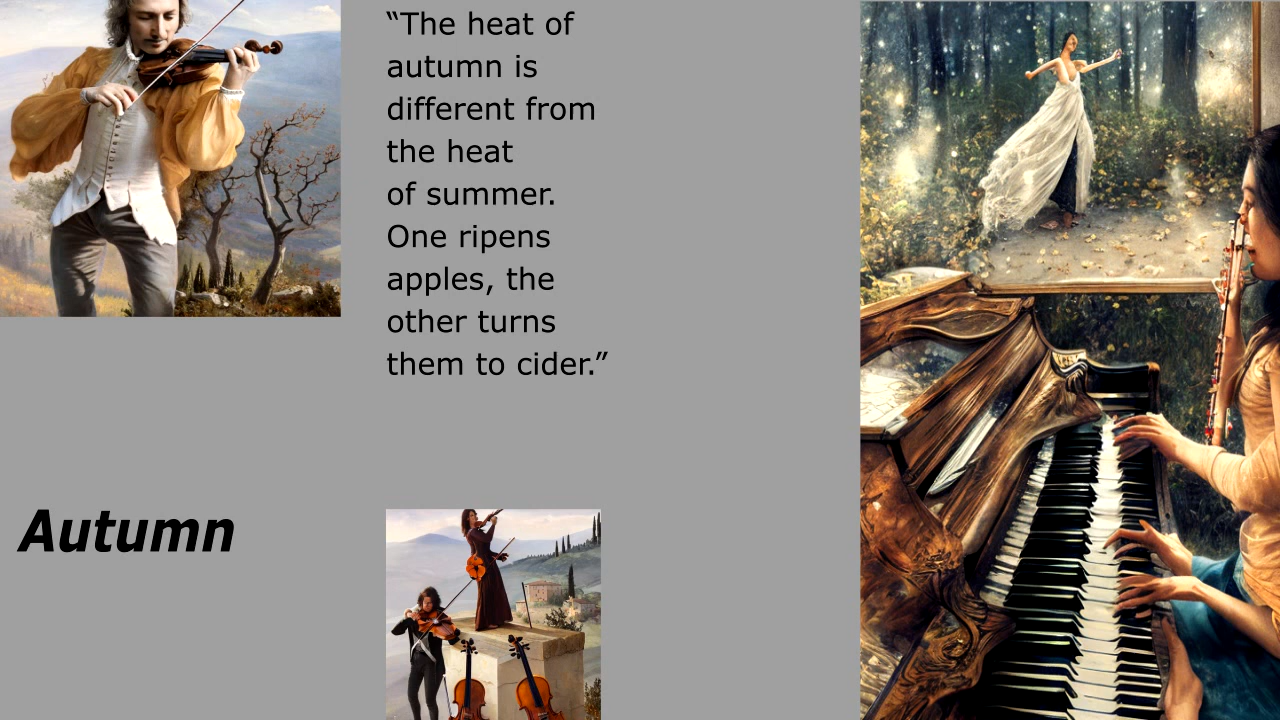 “The heat of
autumn is
different from
the heat
of summer.
One ripens
apples, the
other turns
them to cider.”
Autumn